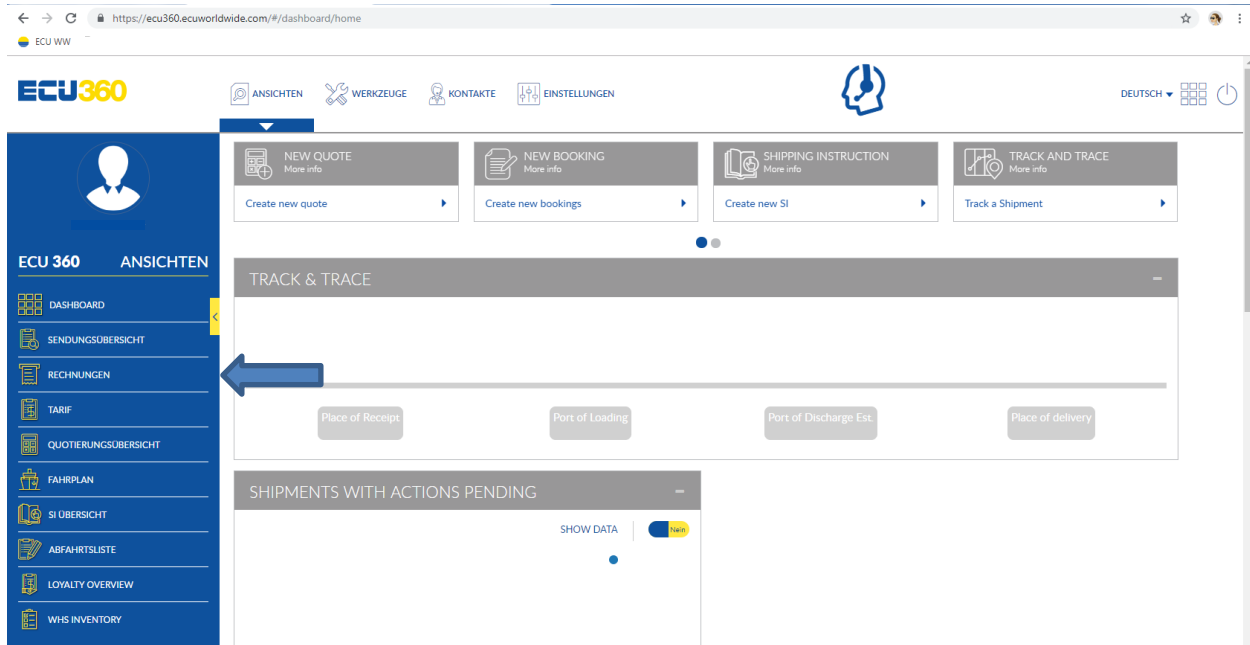 https://ecu360.ecuworldwide.com/#/dashboard/home
ECU WW
ECU360
ANSICHTEN
WERKZEUGE
KONTAKTE
EINSTELLUNGEN
DEUTSCH
NEW QUOTE
More info
Create new quote
NEW BOOKING
More info
Create new bookings
SHIPPING INSTRUCTION
More info
Create new SI
TRACK AND TRACE
More info
Track a Shipment
ECU 360 ANSICHTEN
DASHBOARD
SENDUNGSÜBERSICHT
RECHNUNGEN
TARIF
QUOTIERUNGSÜBERSICHT
FAHRPLAN
SI ÜBERSICHT
ABFAHRTSLISTE
LOYALTY OVERVIEW
WHS INVENTORY
TRACK & TRACE
Place of Receipt
Port of Loading
Port of Discharge Est.
Place of delivery
SHIPMENTS WITH ACTIONS PENDING
SHOW DATA
Nein